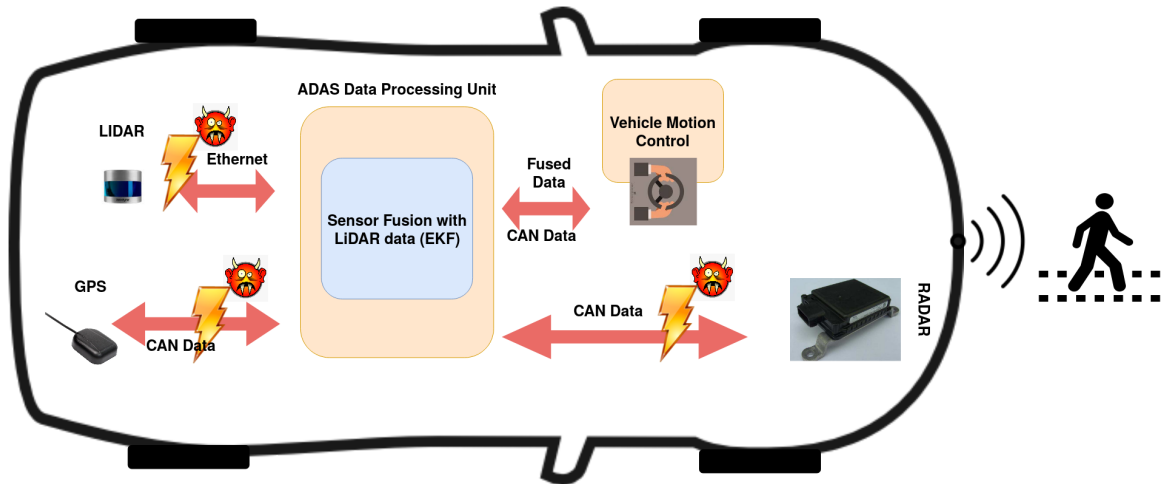 ADAS Data Processing Unit
LIDAR
Ethernet
Vehicle Motion
Control
Fused
Data
CAN Data
Sensor Fusion with
LiDAR data (EKF)
GPS
CAN Data
CAN Data
RADAR